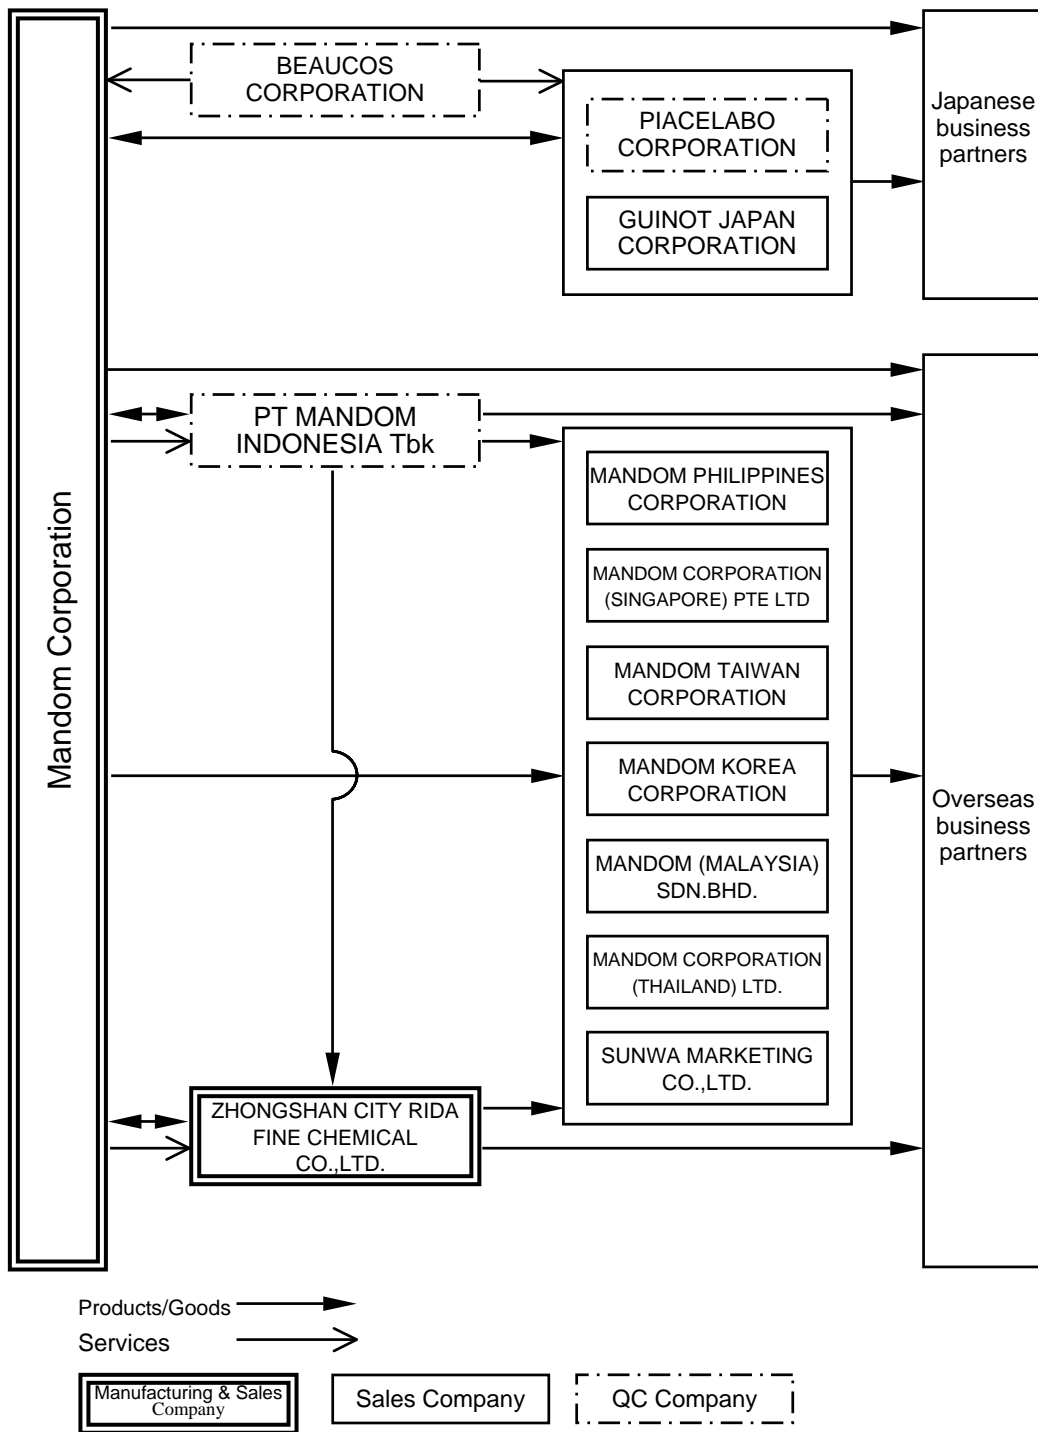 Mandom Corporation
BEAUCOS
CORPORATION
PIACELABO
CORPORATION
GUINOT JAPAN
CORPORATION
Japanese
business
partners
PT MANDOM
INDONESIA Tbk
MANDOM PHILIPPINES
CORPORATION
MANDOM CORPORATION
(SINGAPORE) PTE LTD
MANDOM TAIWAN
CORPORATION
MANDOM KOREA
CORPORATION
MANDOM (MALAYSIA)
SDN.BHD.
MANDOM CORPORATION
(THAILAND) LTD.
SUNWA MARKETING
CO.,LTD.
Overseas
business
partners
ZHONGSHAN CITY RIDA
FINE CHEMICAL
CO.,LTD.
Products/Goods
Services
Manufacturing & Sales
Company
Sales Company
QC Company